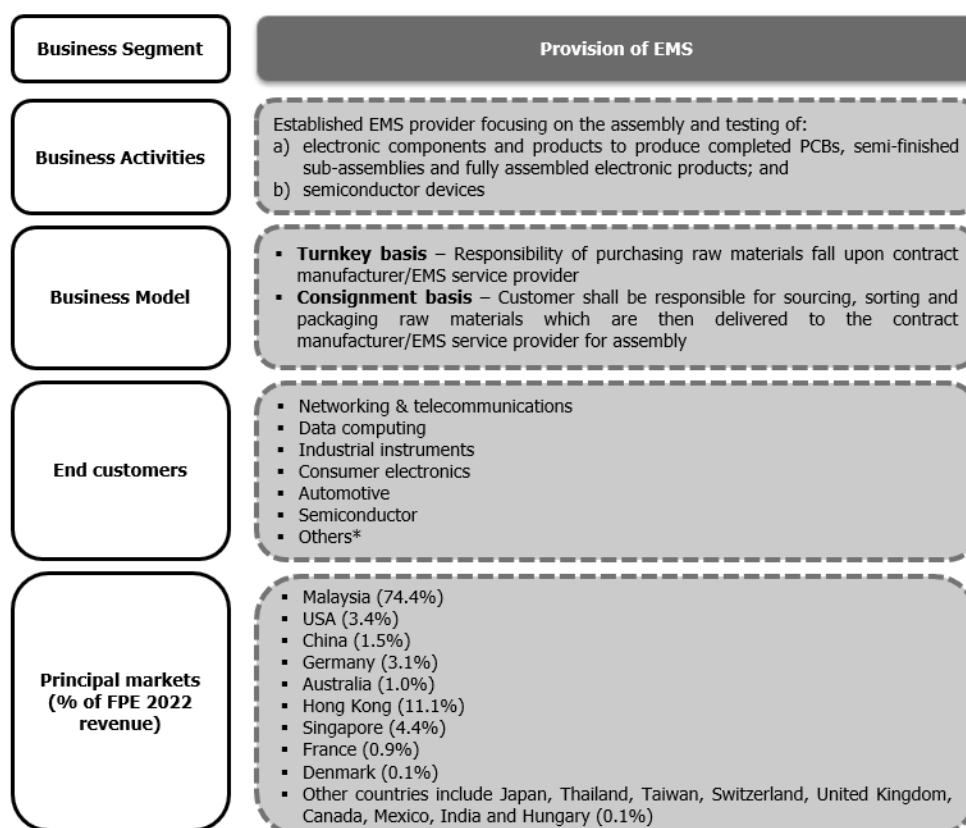 Business Segment
Provision of EMS
Business Activities
Established EMS provider focusing on the assembly and testing of:
a) electronic components and products to produce completed PCBs, semi-finished
sub-assemblies and fully assembled electronic products; and
b) semiconductor devices
Business Model
▪ Turnkey basis – Responsibility of purchasing raw materials fall upon contract
manufacturer/EMS service provider
▪ Consignment basis – Customer shall be responsible for sourcing, sorting and
packaging raw materials which are then delivered to the contract
manufacturer/EMS service provider for assembly
End customers
▪ Networking & telecommunications
▪ Data computing
▪ Industrial instruments
▪ Consumer electronics
▪ Automotive
▪ Semiconductor
▪ Others*
Principal markets
(% of FPE 2022
revenue)
▪ Malaysia (74.4%)
▪ USA (3.4%)
▪ China (1.5%)
▪ Germany (3.1%)
▪ Australia (1.0%)
▪ Hong Kong (11.1%)
▪ Singapore (4.4%)
▪ France (0.9%)
▪ Denmark (0.1%)
▪ Other countries include Japan, Thailand, Taiwan, Switzerland, United Kingdom,
Canada, Mexico, India and Hungary (0.1%)